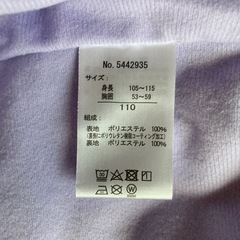 No. 5442935
サイズ:
身長 105～115
胸囲 53～59
110
組成:
表地 ポリエステル 100%
(裏側にポリウレタン樹脂コーティング加工)
裏地 ポリエステル 100%